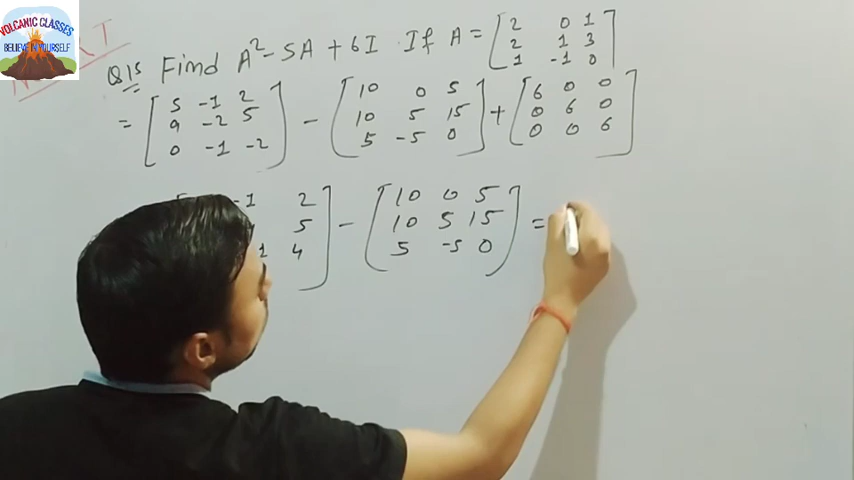 VOLCANIC CLASSES
BELIEVE IN YOURSELF
Q15 Find A² - 5A + 6I If A = [2 0 1
2 1 3
1 -1 0]
= [5 -1 2
9 -2 5
0 -1 -2] - [10 0 5
10 5 15
5 -5 0] + [6 0 0
0 6 0
0 0 6]
-1 2
5
1 4] - [10 0 5
10 5 15
5 -5 0] =